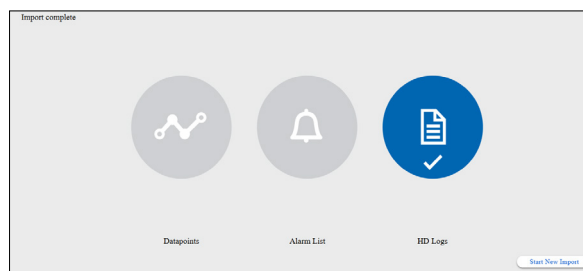 Import complete
Datapoints
Alarm List
HD Logs
Start New Import